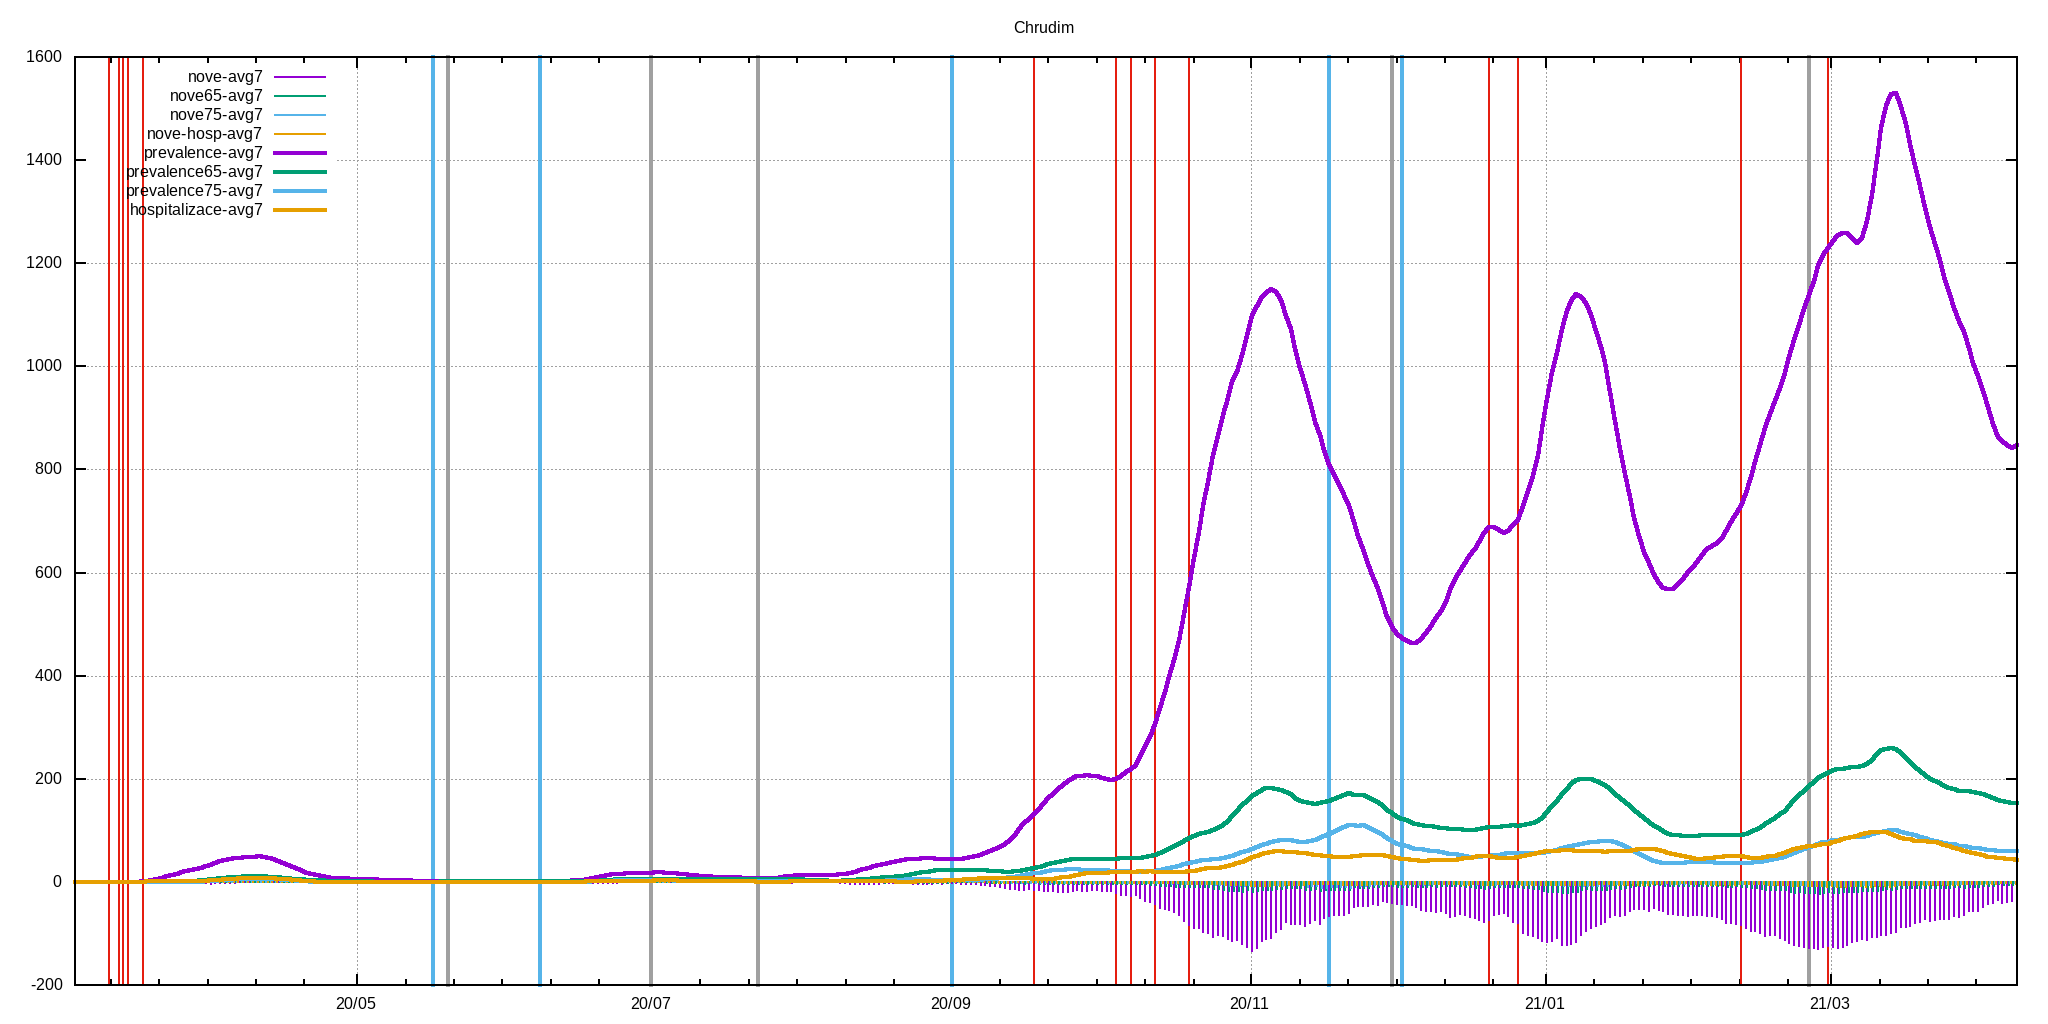 Chrudim
1600
1400
1200
1000
800
600
400
200
0
-200
nove-avg7
nove65-avg7
nove75-avg7
nove-hosp-avg7
prevalence-avg7
prevalence65-avg7
prevalence75-avg7
hospitalizace-avg7
20/05
20/07
20/09
20/11
21/01
21/03